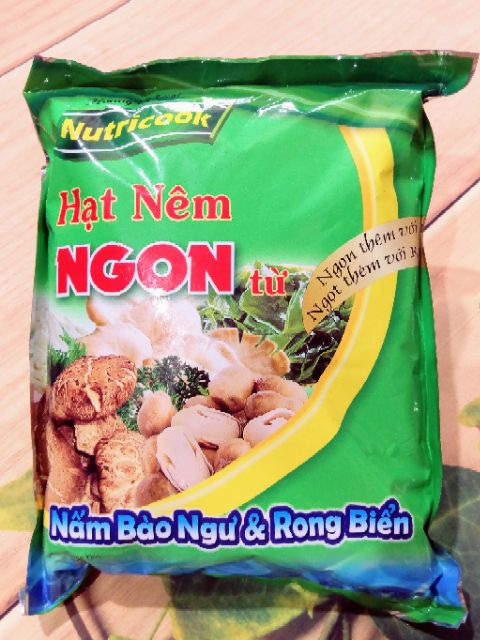 Nutricook
Hạt Nêm
NGON từ
Ngon thêm với
Ngọt thêm với
Nấm Bào Ngư & Rong Biển